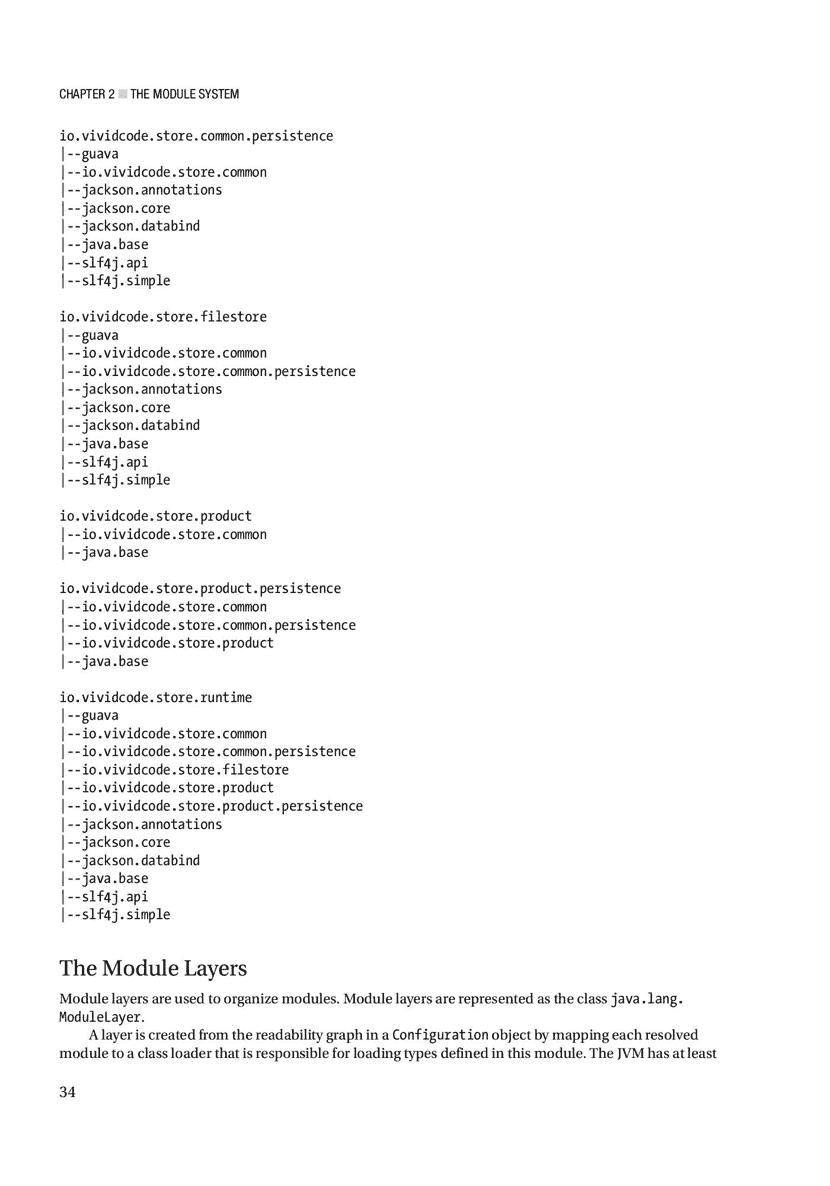 CHAPTER 2 ■ THE MODULE SYSTEM
io.vividcode.store.common.persistence
|--guava
|--io.vividcode.store.common
|--jackson.annotations
|--jackson.core
|--jackson.databind
|--java.base
|--slf4j.api
|--slf4j.simple
io.vividcode.store.filestore
|--guava
|--io.vividcode.store.common
|--io.vividcode.store.common.persistence
|--jackson.annotations
|--jackson.core
|--jackson.databind
|--java.base
|--slf4j.api
|--slf4j.simple
io.vividcode.store.product
|--io.vividcode.store.common
|--java.base
io.vividcode.store.product.persistence
|--io.vividcode.store.common
|--io.vividcode.store.common.persistence
|--io.vividcode.store.product
|--java.base
io.vividcode.store.runtime
|--guava
|--io.vividcode.store.common
|--io.vividcode.store.common.persistence
|--io.vividcode.store.filestore
|--io.vividcode.store.product
|--io.vividcode.store.product.persistence
|--jackson.annotations
|--jackson.core
|--jackson.databind
|--java.base
|--slf4j.api
|--slf4j.simple
The Module Layers
Module layers are used to organize modules. Module layers are represented as the class java.lang.
ModuleLayer.
A layer is created from the readability graph in a Configuration object by mapping each resolved
module to a class loader that is responsible for loading types defined in this module. The JVM has at least
34